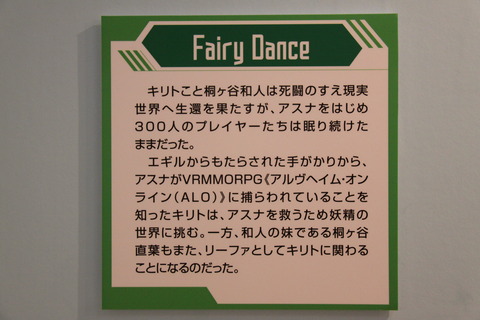 Fairy Dance
キリトこと桐ヶ谷和人は死闘のすえ現実
世界へ生還を果たすが、アスナをはじめ
300人のプレイヤーたちは眠り続けた
ままだった。
エギルからもたらされた手がかりから、
アスナがVRMMORPG《アルヴヘイム・オン
ライン（ALO）》に捕らわれていることを
知ったキリトは、アスナを救うため妖精の
世界に挑む。一方、和人の妹である桐ヶ谷
直葉もまた、リーファとしてキリトに関わる
ことになるのだった。